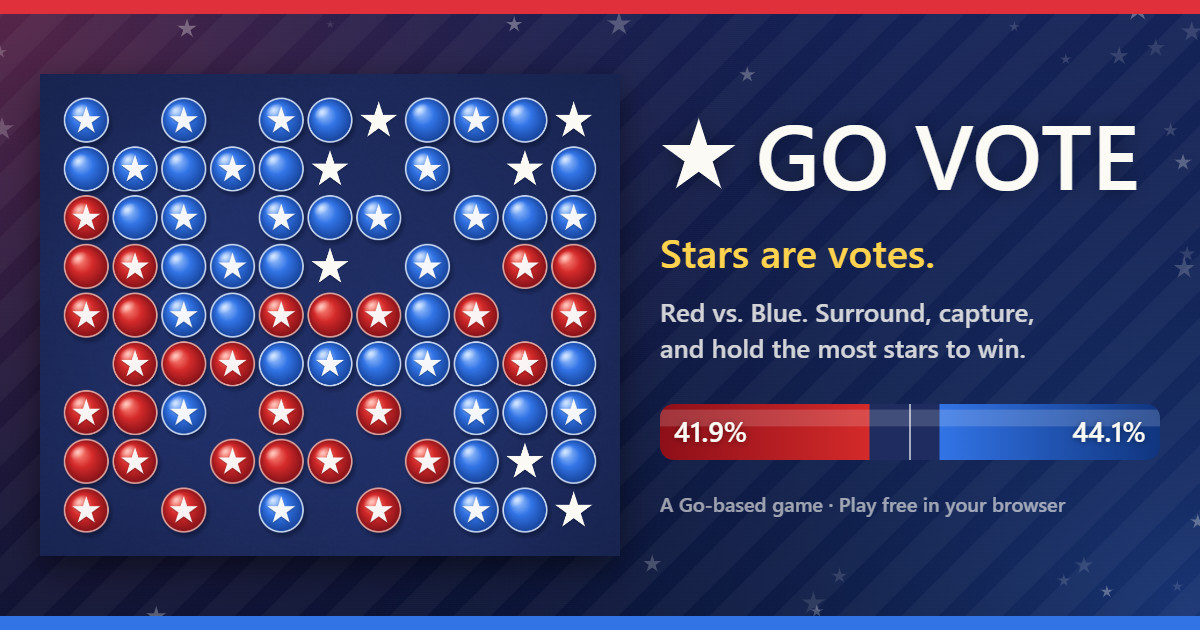 GO VOTE
Stars are votes.
Red vs. Blue. Surround, capture,
and hold the most stars to win.
41.9% 44.1%
A Go-based game · Play free in your browser